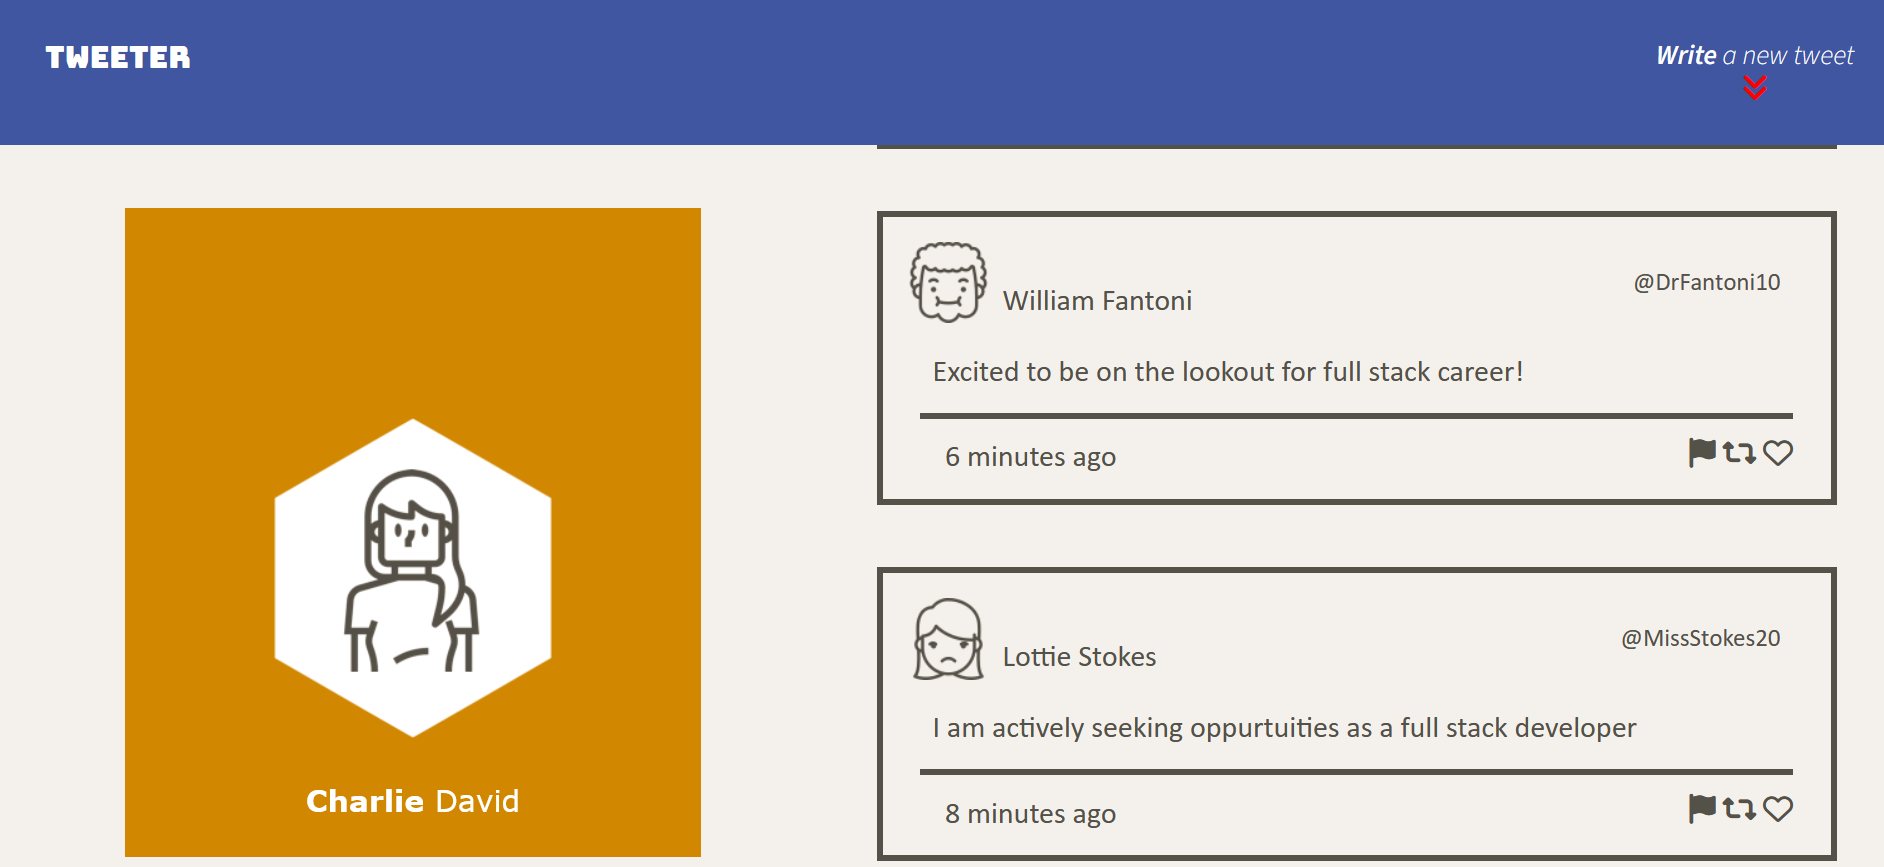 TWEETER
Write a new tweet
William Fantoni
@DrFantoni10
Excited to be on the lookout for full stack career!
6 minutes ago
Lottie Stokes
@MissStokes20
I am actively seeking oppurtuities as a full stack developer
8 minutes ago
Charlie David